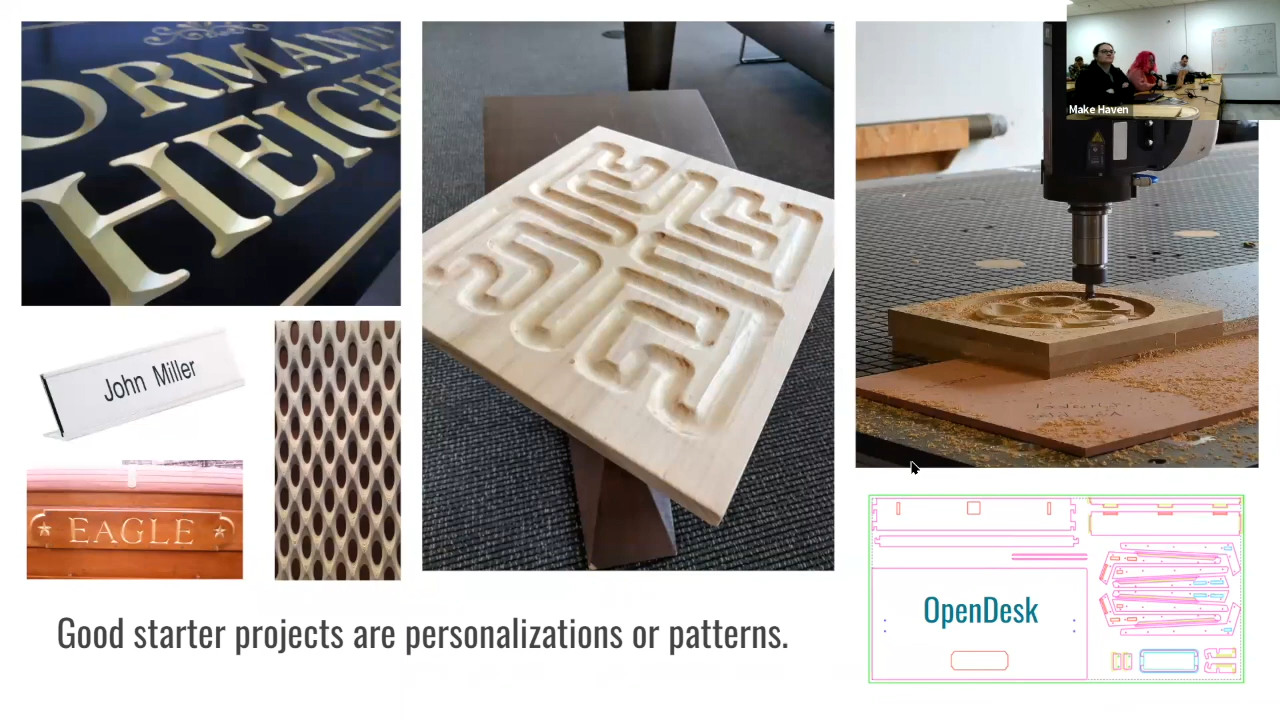 ORMAN
HEIGH
Make Haven
John Miller
EAGLE
OpenDesk
Good starter projects are personalizations or patterns.